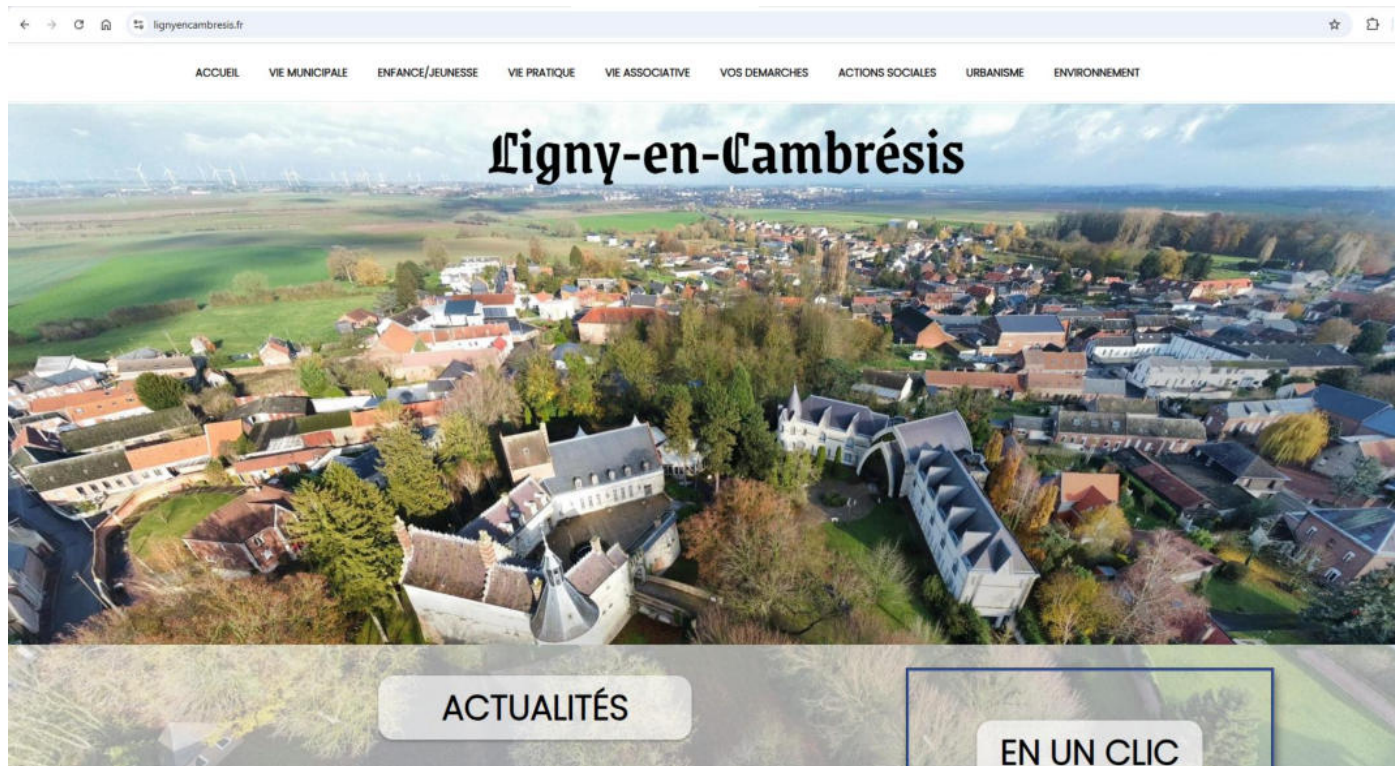 lignyencambresis.fr
ACCUEIL VIE MUNICIPALE ENFANCE/JEUNESSE VIE PRATIQUE VIE ASSOCIATIVE VOS DEMARCHES ACTIONS SOCIALES URBANISME ENVIRONNEMENT
Ligny-en-Cambrésis
ACTUALITÉS
EN UN CLIC